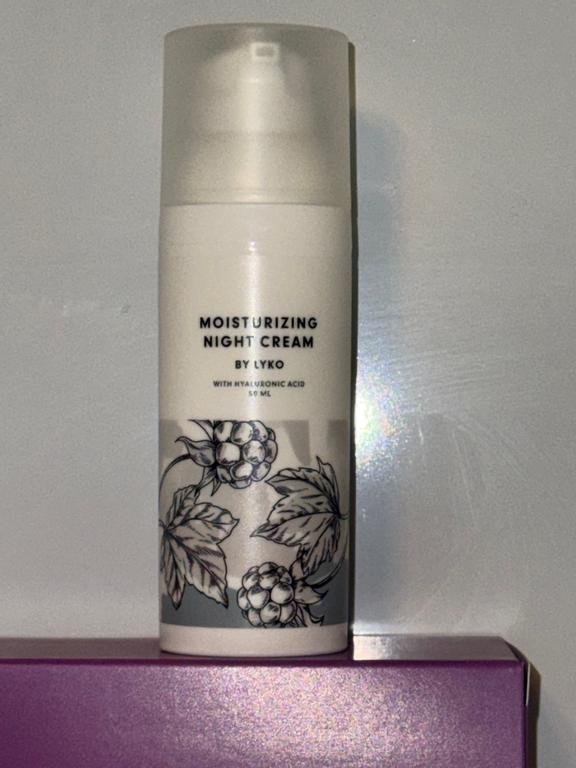 MOISTURIZING
NIGHT CREAM
BY LYKO
WITH HYALURONIC ACID
50 ML